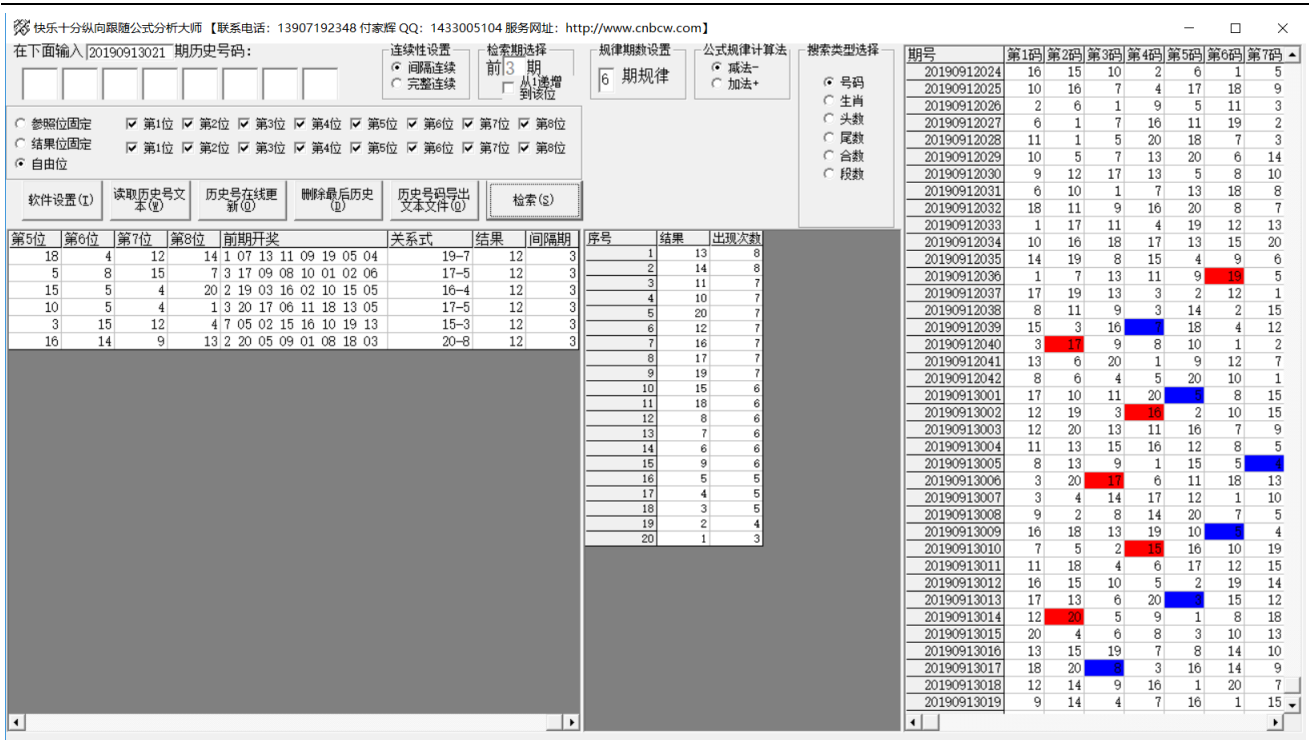 快乐十分纵向跟随公式分析大师 【联系电话：13907192348 付家辉 QQ：1433005104 服务网址：http://www.cnbcw.com】
在下面输入 20190913021 期历史号码：
连续性设置
间隔连续
完整连续
检索期选择
前 3 期
从1递增
到该位
规律期数设置
6 期规律
公式规律计算法
减法-
加法+
搜索类型选择
号码
生肖
头数
尾数
合数
段数
参照位固定 第1位 第2位 第3位 第4位 第5位 第6位 第7位 第8位
结果位固定 第1位 第2位 第3位 第4位 第5位 第6位 第7位 第8位
自由位
软件设置(T)
读取历史号文
本(W)
历史号在线更
新(O)
删除最后历史
(D)
历史号码导出
文本文件(O)
检索(S)
第5位 第6位 第7位 第8位 前期开奖 关系式 结果 间隔期
18 4 12 14 1 07 13 11 09 19 05 04 19-7 12 3
5 8 15 7 3 17 09 08 10 01 02 06 17-5 12 3
15 5 4 20 2 19 03 16 02 10 15 05 16-4 12 3
10 5 4 1 3 20 17 06 11 18 13 05 17-5 12 3
3 15 12 4 7 05 02 15 16 10 19 13 15-3 12 3
16 14 9 13 2 20 05 09 01 08 18 03 20-8 12 3
序号 结果 出现次数
1 13 8
2 14 8
3 11 7
4 10 7
5 20 7
6 12 7
7 16 7
8 17 7
9 19 7
10 15 6
11 18 6
12 8 6
13 7 6
14 6 6
15 9 6
16 5 5
17 4 5
18 3 5
19 2 4
20 1 3
期号 第1码 第2码 第3码 第4码 第5码 第6码 第7码
20190912024 16 15 10 2 6 1 5
20190912025 10 16 7 4 17 18 9
20190912026 2 6 1 9 5 11 3
20190912027 6 1 7 16 11 19 2
20190912028 11 1 5 20 18 7 3
20190912029 10 5 7 13 20 6 14
20190912030 9 12 17 13 5 8 10
20190912031 6 10 1 7 13 18 8
20190912032 18 11 9 16 20 8 7
20190912033 1 17 11 4 19 12 13
20190912034 10 16 18 17 13 15 20
20190912035 14 19 8 15 4 9 6
20190912036 1 7 13 11 9 19 5
20190912037 17 19 13 3 2 12 1
20190912038 8 11 9 3 14 2 15
20190912039 15 3 16 7 18 4 12
20190912040 3 17 9 8 10 1 2
20190912041 13 6 20 1 9 12 7
20190912042 8 6 4 5 20 10 1
20190913001 17 10 11 20 5 8 15
20190913002 12 19 3 16 2 10 15
20190913003 12 20 13 11 16 7 9
20190913004 11 13 15 16 12 8 5
20190913005 8 13 9 1 15 5 4
20190913006 3 20 17 6 11 18 13
20190913007 3 4 14 17 12 1 10
20190913008 9 2 8 14 20 7 5
20190913009 16 18 13 19 10 5 4
20190913010 7 5 2 15 16 10 19
20190913011 11 18 4 6 17 12 15
20190913012 16 15 10 5 2 19 14
20190913013 17 13 6 20 3 15 12
20190913014 12 20 5 9 1 8 18
20190913015 20 4 6 8 3 10 13
20190913016 13 15 19 7 8 14 10
20190913017 18 20 8 3 16 14 9
20190913018 12 14 9 16 1 20 7
20190913019 9 14 4 7 16 1 15